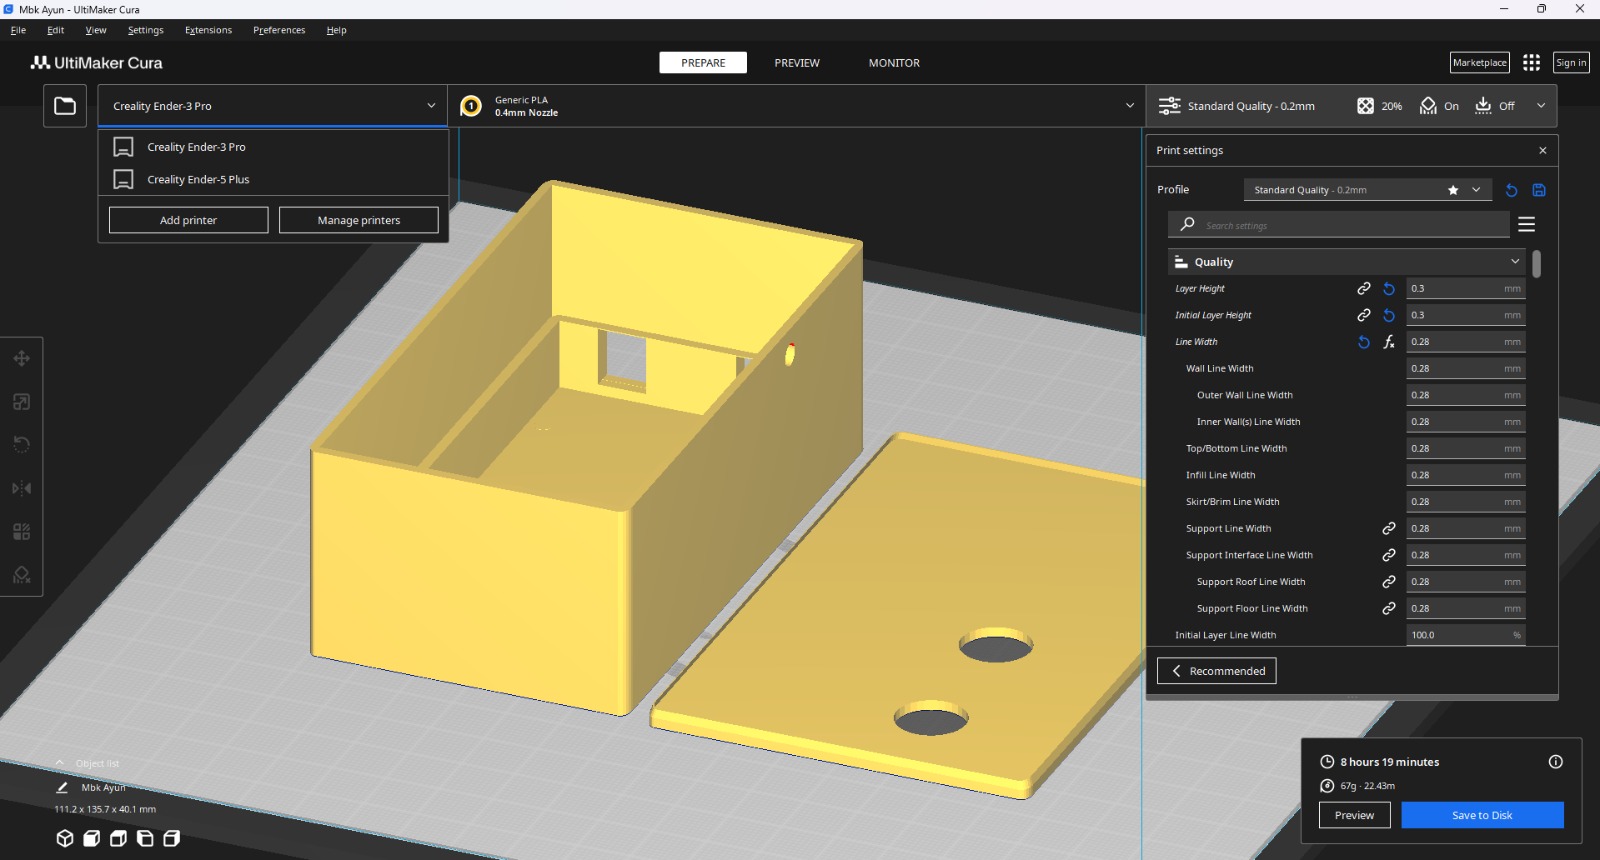 Mbk Ayun - UltiMaker Cura
File Edit View Settings Extensions Preferences Help
UltiMaker Cura
PREPARE PREVIEW MONITOR
Marketplace
Sign in
Creality Ender-3 Pro
1
Generic PLA
0.4mm Nozzle
Standard Quality - 0.2mm
20%
On
Off
Creality Ender-3 Pro
Creality Ender-5 Plus
Add printer
Manage printers
Print settings
Profile
Standard Quality - 0.2mm
Search settings
Quality
Layer Height 0.3 mm
Initial Layer Height 0.3 mm
Line Width 0.28 mm
Wall Line Width 0.28 mm
Outer Wall Line Width 0.28 mm
Inner Wall(s) Line Width 0.28 mm
Top/Bottom Line Width 0.28 mm
Infill Line Width 0.28 mm
Skirt/Brim Line Width 0.28 mm
Support Line Width 0.28 mm
Support Interface Line Width 0.28 mm
Support Roof Line Width 0.28 mm
Support Floor Line Width 0.28 mm
Initial Layer Line Width 100.0 %
Recommended
Object list
Mbk Ayun
111.2 x 135.7 x 40.1 mm
8 hours 19 minutes
67g · 22.43m
Preview
Save to Disk